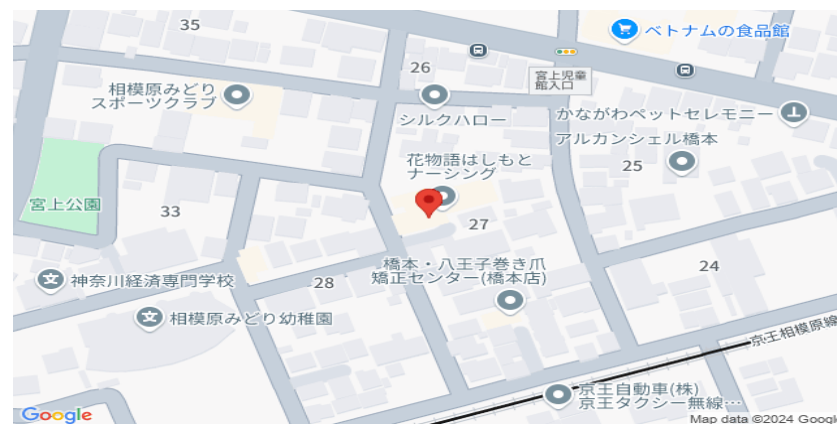 35
ベトナムの食品館
26
宮上児童
館入口
相模原みどり
スポーツクラブ
シルクハロー
かながわペットセレモニー
アルカンシェル橋本
花物語はしもと
ナーシング
25
宮上公園
33
27
橋本・八王子巻き爪
矯正センター(橋本店)
24
神奈川経済専門学校
28
相模原みどり幼稚園
京王相模原線
京王自動車(株)
京王タクシー無線…
Google
Map data ©2024 Google